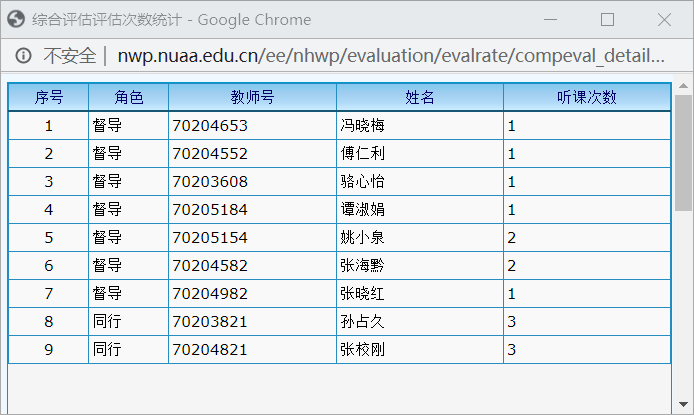 综合评估评估次数统计 - Google Chrome
不安全 | nwp.nuaa.edu.cn/ee/nhwp/evaluation/evalrate/compeval_detail...
序号 角色 教师号 姓名 听课次数
1 督导 70204653 冯晓梅 1
2 督导 70204552 傅仁利 1
3 督导 70203608 骆心怡 1
4 督导 70205184 谭淑娟 1
5 督导 70205154 姚小泉 2
6 督导 70204582 张海黔 2
7 督导 70204982 张晓红 1
8 同行 70203821 孙占久 3
9 同行 70204821 张校刚 3